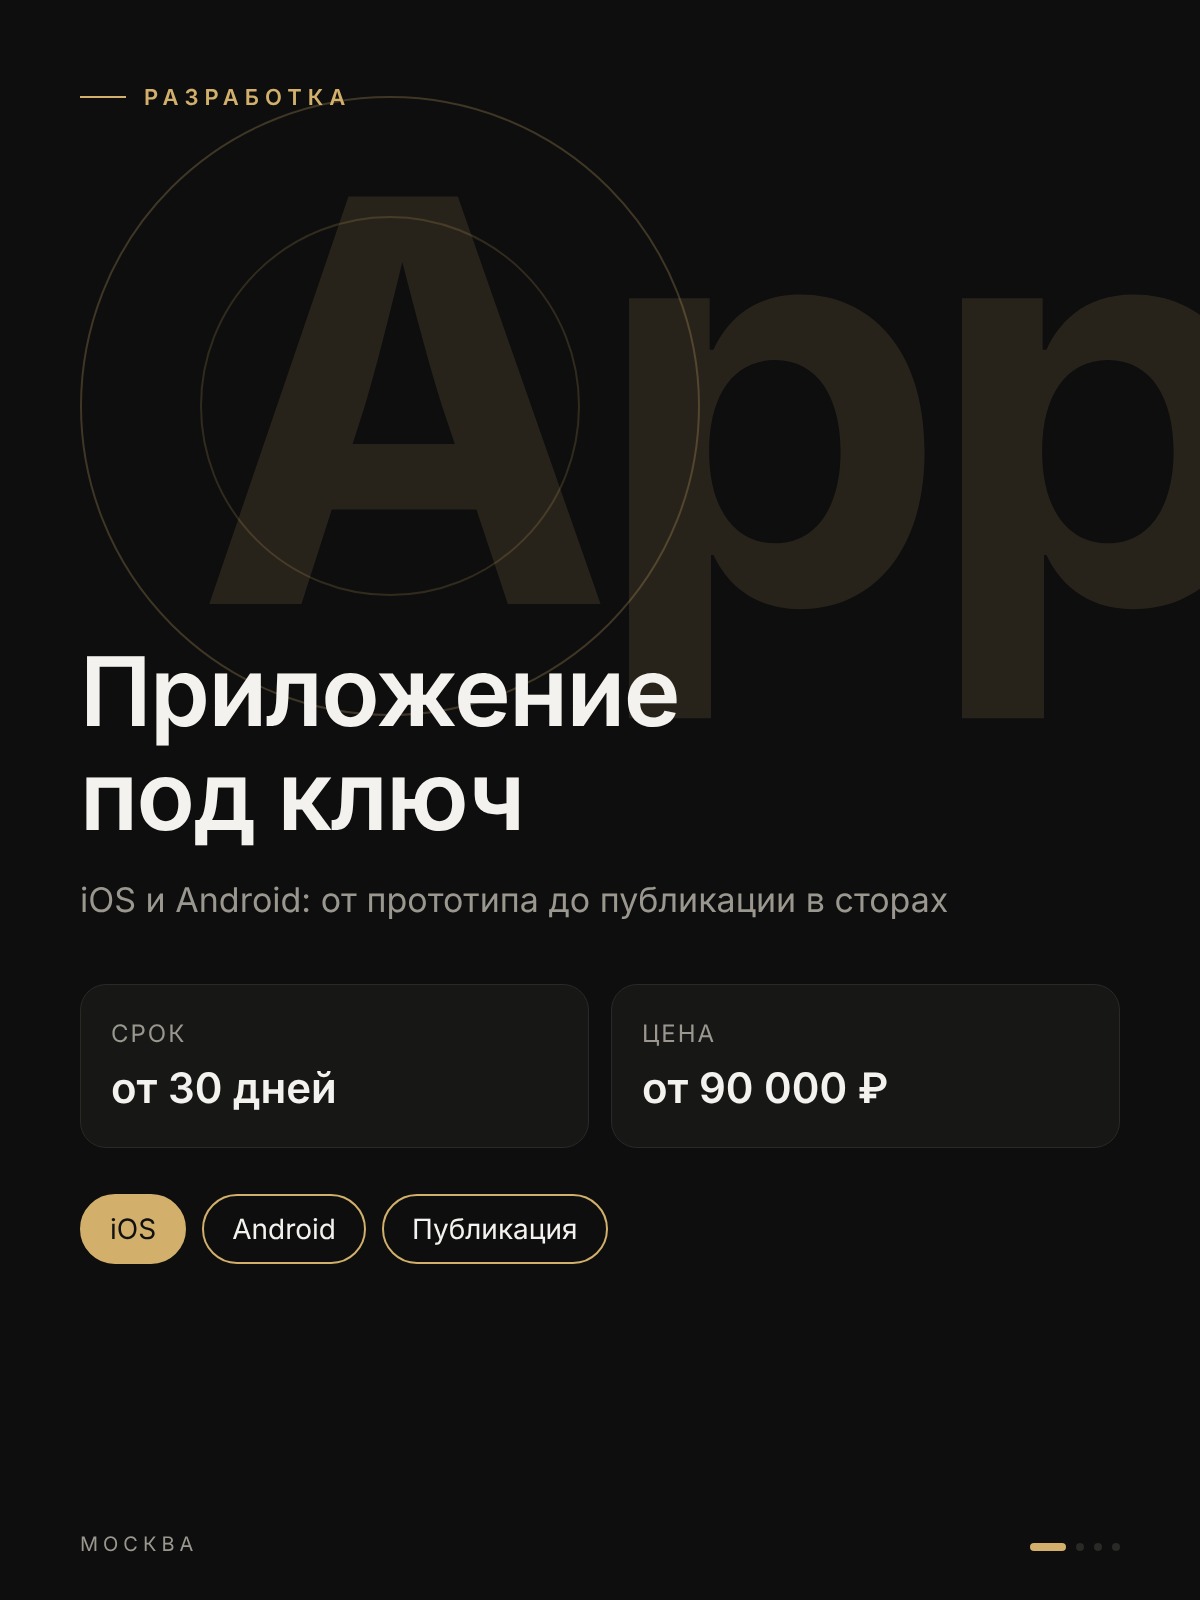 РАЗРАБОТКА
App
Приложение
под ключ
iOS и Android: от прототипа до публикации в сторах
СРОК
от 30 дней
ЦЕНА
от 90 000 ₽
iOS
Android
Публикация
МОСКВА